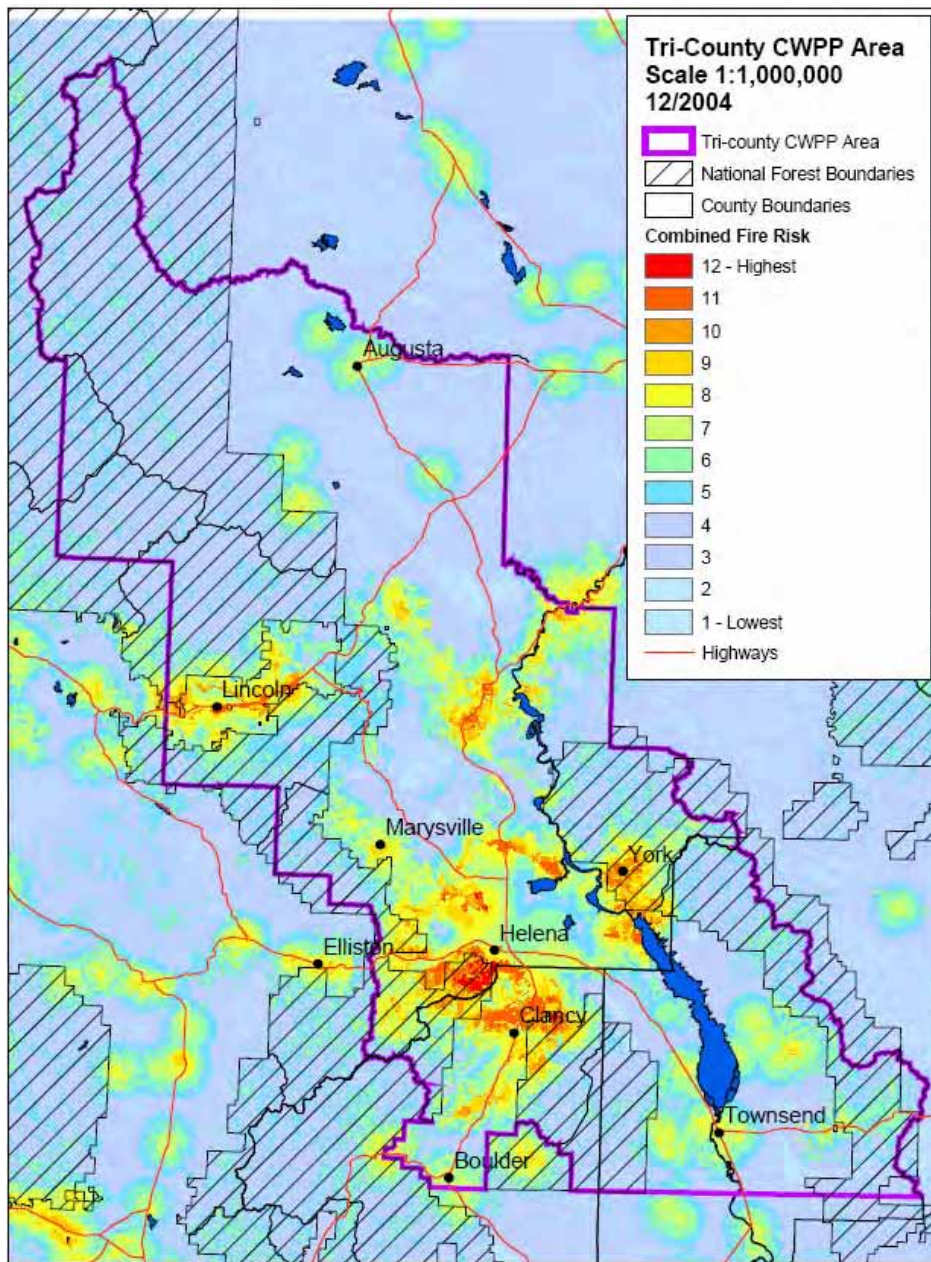 Tri-County CWPP Area
Scale 1:1,000,000
12/2004
Tri-county CWPP Area
National Forest Boundaries
County Boundaries
Combined Fire Risk
12 - Highest
11
10
9
8
7
6
5
4
3
2
1 - Lowest
Highways
Augusta
Lincoln
Marysville
York
Elliston
Helena
Clancy
Townsend
Boulder